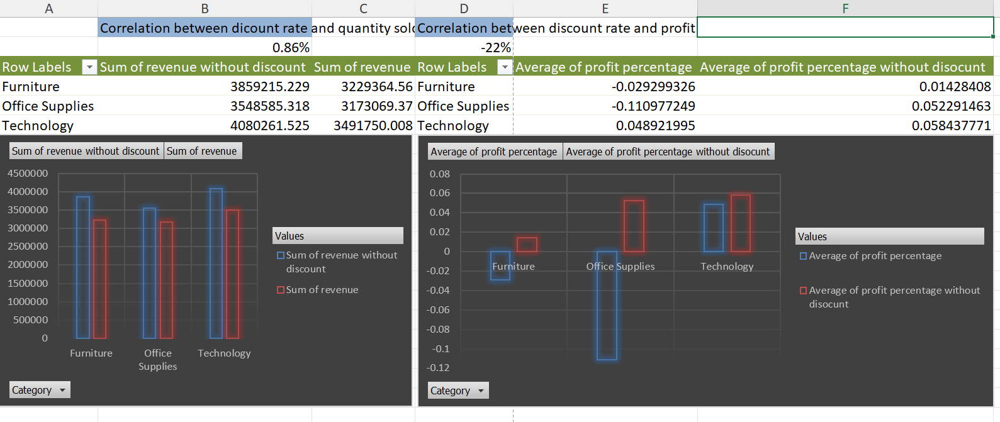 A B C D E F
Correlation between dicount rate and quantity sol Correlation between discount rate and profit
0.86% -22%
Row Labels Sum of revenue without discount Sum of revenue Row Labels Average of profit percentage Average of profit percentage without disocunt
Furniture 3859215.229 3229364.56 Furniture -0.029299326 0.01428408
Office Supplies 3548585.318 3173069.37 Office Supplies -0.110977249 0.052291463
Technology 4080261.525 3491750.008 Technology 0.048921995 0.058437771
Sum of revenue without discount Sum of revenue
4500000
4000000
3500000
3000000
2500000
2000000
1500000
1000000
500000
0
Furniture Office Supplies Technology
Values
Sum of revenue without
discount
Sum of revenue
Category
Average of profit percentage Average of profit percentage without disocunt
0.08
0.06
0.04
0.02
0
-0.02
-0.04
-0.06
-0.08
-0.1
-0.12
Furniture Office Supplies Technology
Values
Average of profit percentage
Average of profit percentage without
disocunt
Category